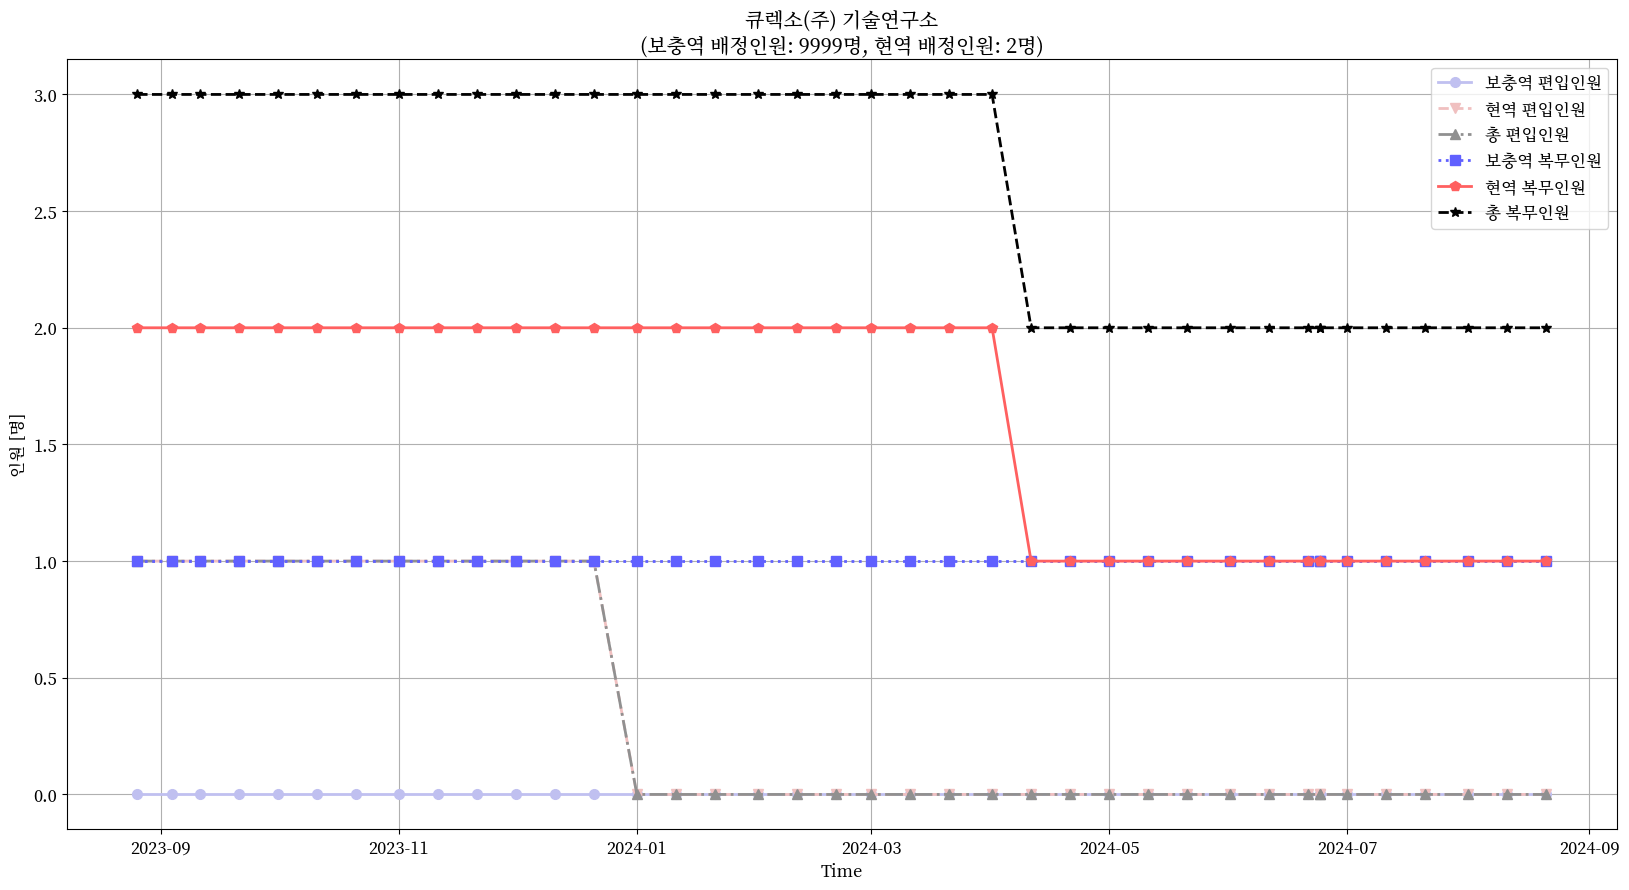 큐렉소(주) 기술연구소
(보충역 배정인원: 9999명, 현역 배정인원: 2명)
보충역 편입인원
현역 편입인원
총 편입인원
보충역 복무인원
현역 복무인원
총 복무인원
인원 [명]
3.0
2.5
2.0
1.5
1.0
0.5
0.0
2023-09
2023-11
2024-01
2024-03
2024-05
2024-07
2024-09
Time